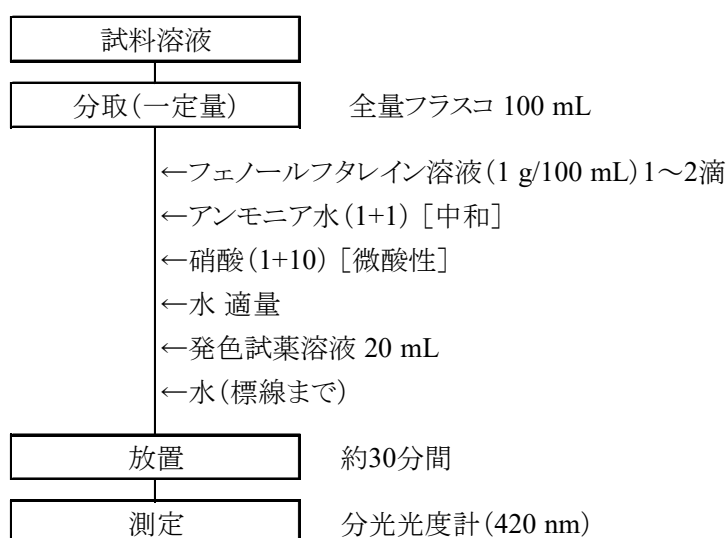 試料溶液
分取(一定量) 全量フラスコ 100 mL
←フェノールフタレイン溶液(1 g/100 mL)1～2滴
←アンモニア水(1+1) [中和]
←硝酸(1+10) [微酸性]
←水 適量
←発色試薬溶液 20 mL
←水(標線まで)
放置 約30分間
測定 分光光度計(420 nm)